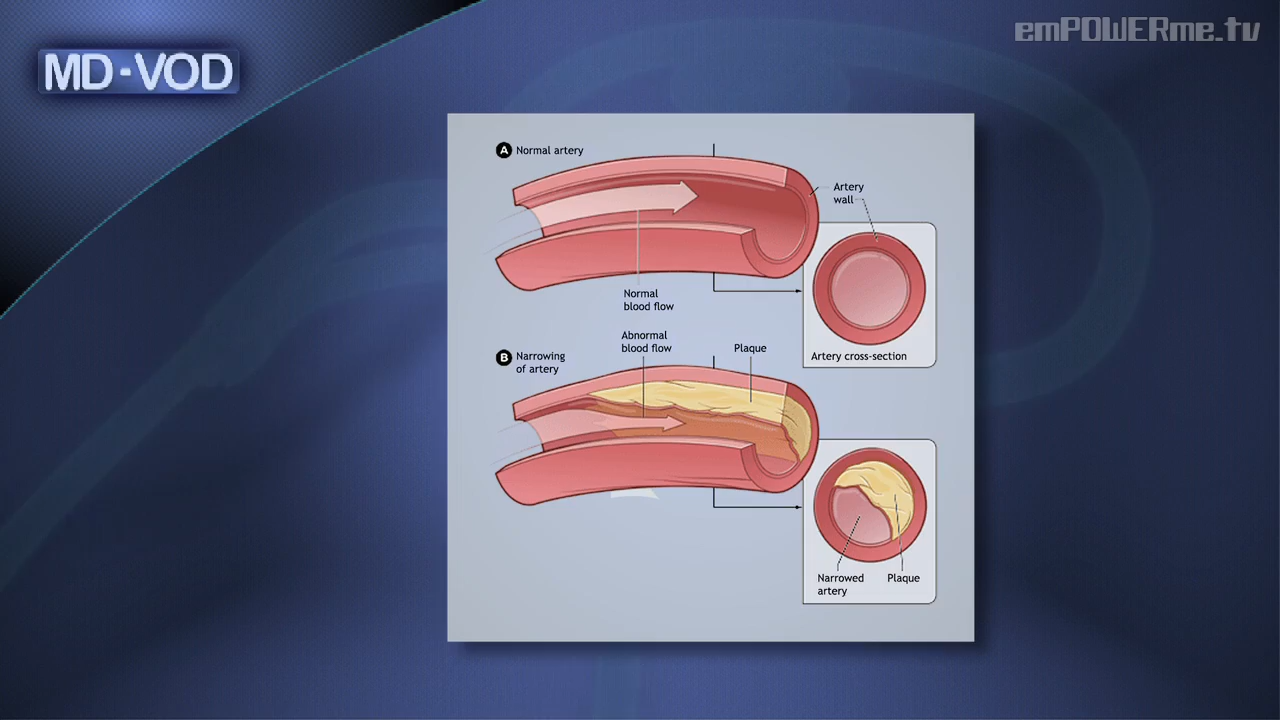 MD-VOD
emPOWERme.tv
A Normal artery
Artery
wall
Normal
blood flow
Artery cross-section
Abnormal
blood flow
Plaque
B Narrowing
of artery
Narrowed
artery
Plaque